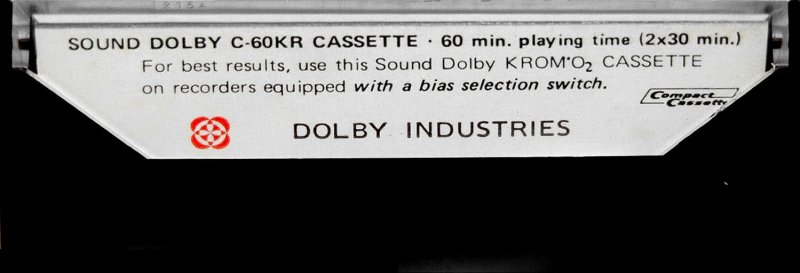 SOUND DOLBY C-60KR CASSETTE · 60 min. playing time (2x30 min.)
For best results, use this Sound Dolby KROM•O₂ CASSETTE
on recorders equipped with a bias selection switch.
Compact
Cassette
DOLBY INDUSTRIES